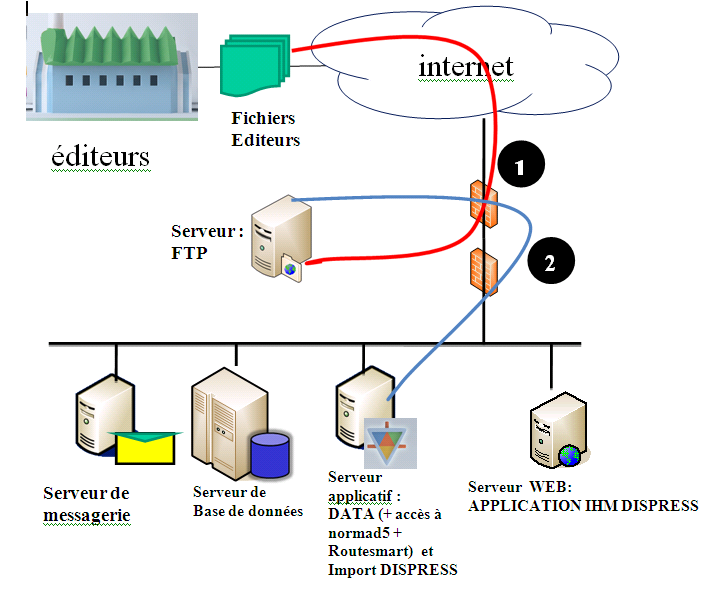 internet
Fichiers
Editeurs
éditeurs
1
Serveur :
FTP
2
Serveur de
messagerie
Serveur de
Base de données
Serveur
applicatif :
DATA (+ accès à
normad5 +
Routesmart) et
Import DISPRESS
Serveur WEB:
APPLICATION IHM DISPRESS